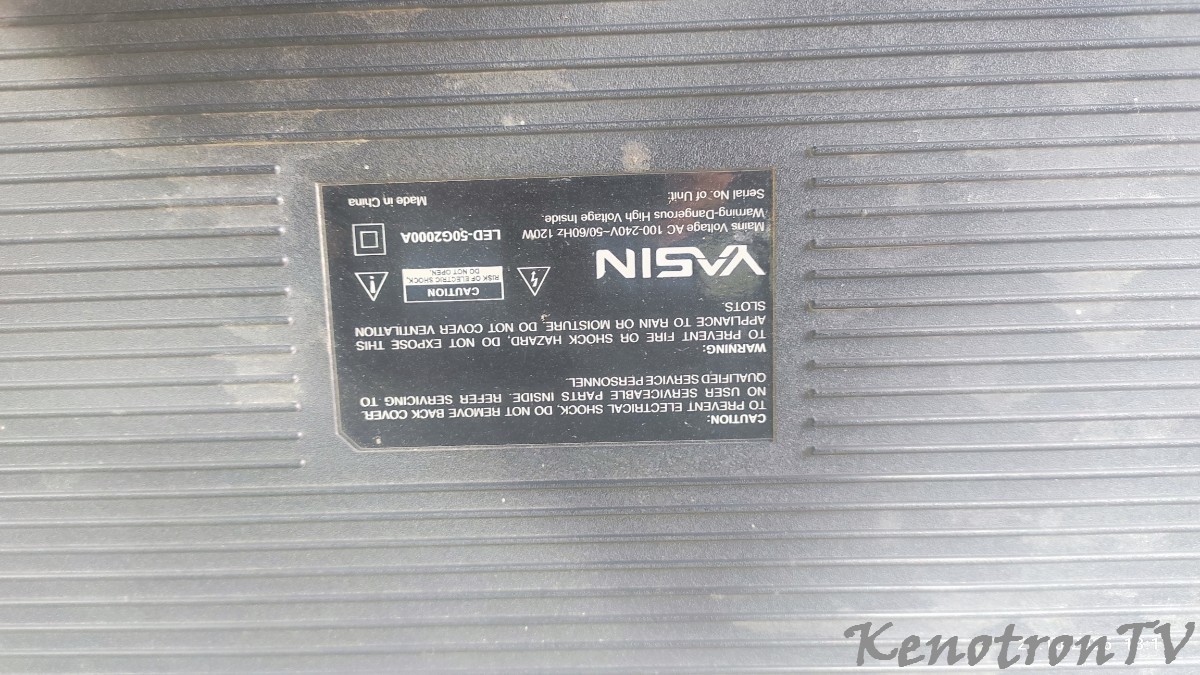 CAUTION:
TO PREVENT ELECTRICAL SHOCK, DO NOT REMOVE BACK COVER.
NO USER SERVICEABLE PARTS INSIDE. REFER SERVICING TO
QUALIFIED SERVICE PERSONNEL.
WARNING:
TO PREVENT FIRE OR SHOCK HAZARD, DO NOT EXPOSE THIS
APPLIANCE TO RAIN OR MOISTURE. DO NOT COVER VENTILATION
SLOTS.
CAUTION
RISK OF ELECTRIC SHOCK,
DO NOT OPEN.
YASIN
LED-50G2000A
Mains Voltage AC 100-240V~50/60Hz 120W
Warning-Dangerous High Voltage Inside.
Serial No. of Unit:
Made in China
KenotronTV